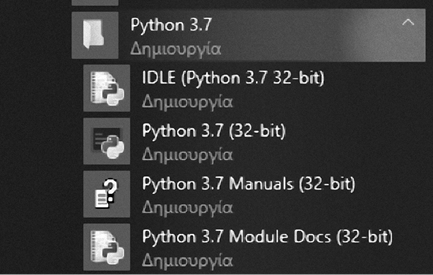 Python 3.7
Δημιουργία
IDLE (Python 3.7 32-bit)
Δημιουργία
Python 3.7 (32-bit)
Δημιουργία
Python 3.7 Manuals (32-bit)
Δημιουργία
Python 3.7 Module Docs (32-bit)
Δημιουργία